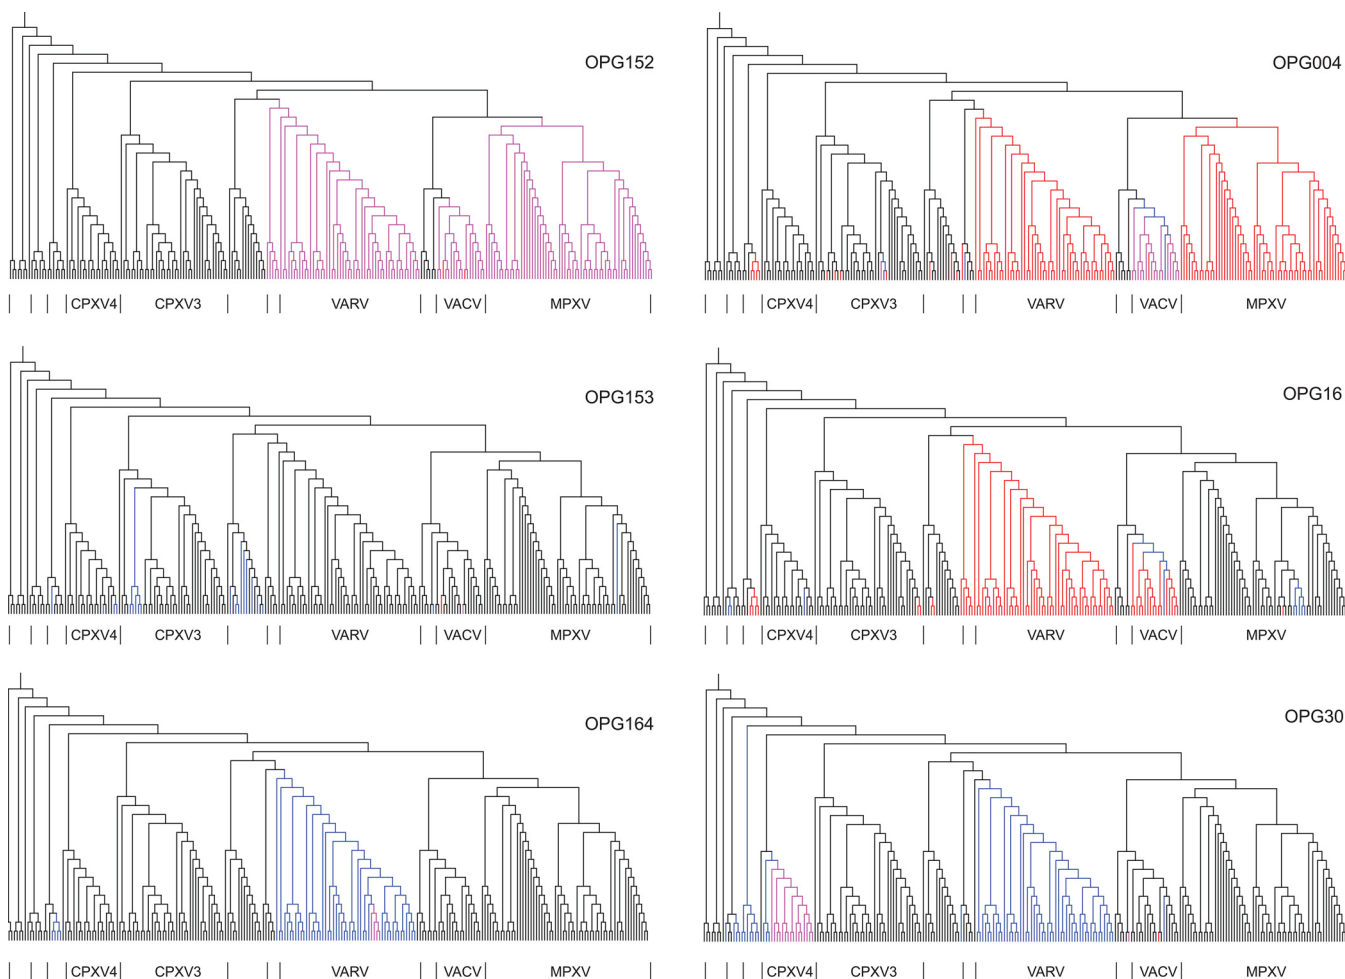 OPG152
CPXV4 CPXV3 VARV VACV MPXV
OPG004
CPXV4 CPXV3 VARV VACV MPXV
OPG153
CPXV4 CPXV3 VARV VACV MPXV
OPG16
CPXV4 CPXV3 VARV VACV MPXV
OPG164
CPXV4 CPXV3 VARV VACV MPXV
OPG30
CPXV4 CPXV3 VARV VACV MPXV